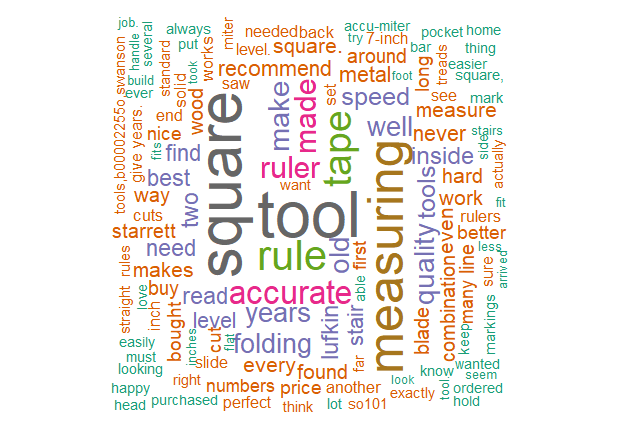 job.
always
several
handle
put
works
miter
needed
back
accu-miter
try
7-inch
pocket
home
bar
thing
level.
square.
around
easier
build
took
ever
standard
solid
recommend
metal
foot
long
treads
square,
saw
set
see
mark
tools,b00002255o,swanson
give years.
end
wood
nice
fits
make
made
speed
measure
square
tape
well
never
stairs
side
actually
find
ruler
inside
hard
best
want
way
two
tool
measuring
quality
tools
work
fit
cuts
rulers
starrett
better
need
rule
old
first
combination
even
many line
less
sure
arrived
rules
makes
straight
love
inch
buy
read
accurate
able
keep
markings
bought
level
years
stair
lufkin
blade
easily
cut
flat
inches
folding
must
looking
slide
every
found
far
know
wanted
seem
tool.
look
right
numbers
price
another
exactly
ordered
happy
head
purchased
perfect
think
lot
so101
hold